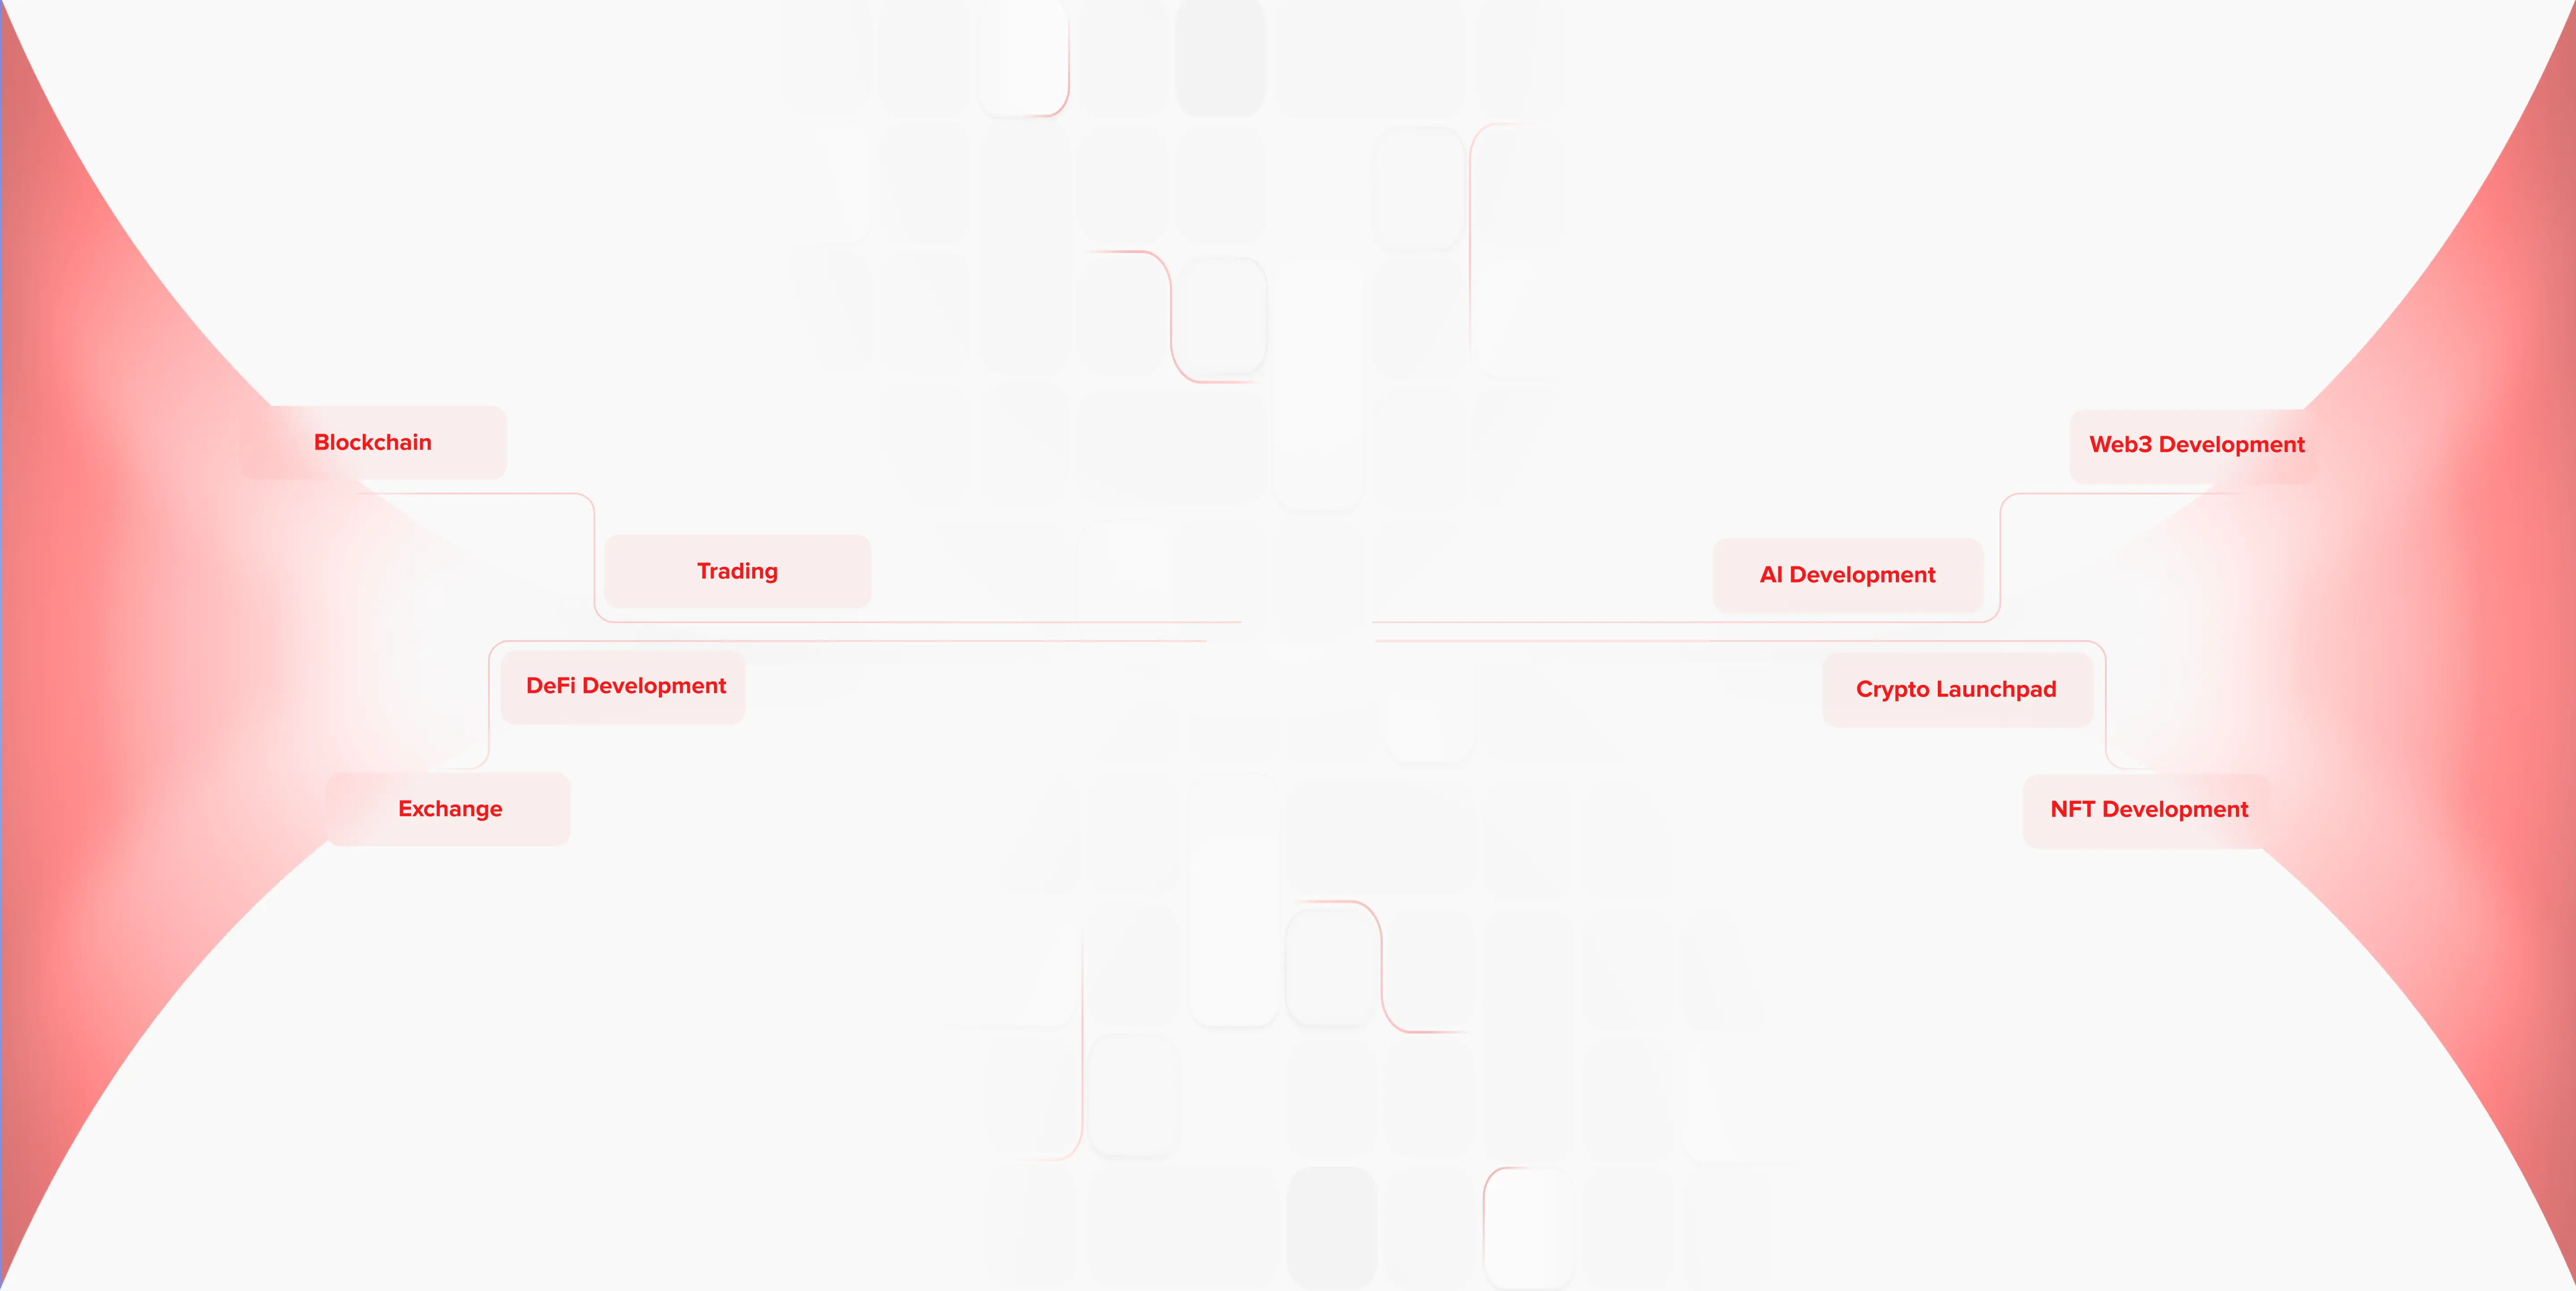 Blockchain
Web3 Development
Trading
AI Development
DeFi Development
Crypto Launchpad
Exchange
NFT Development